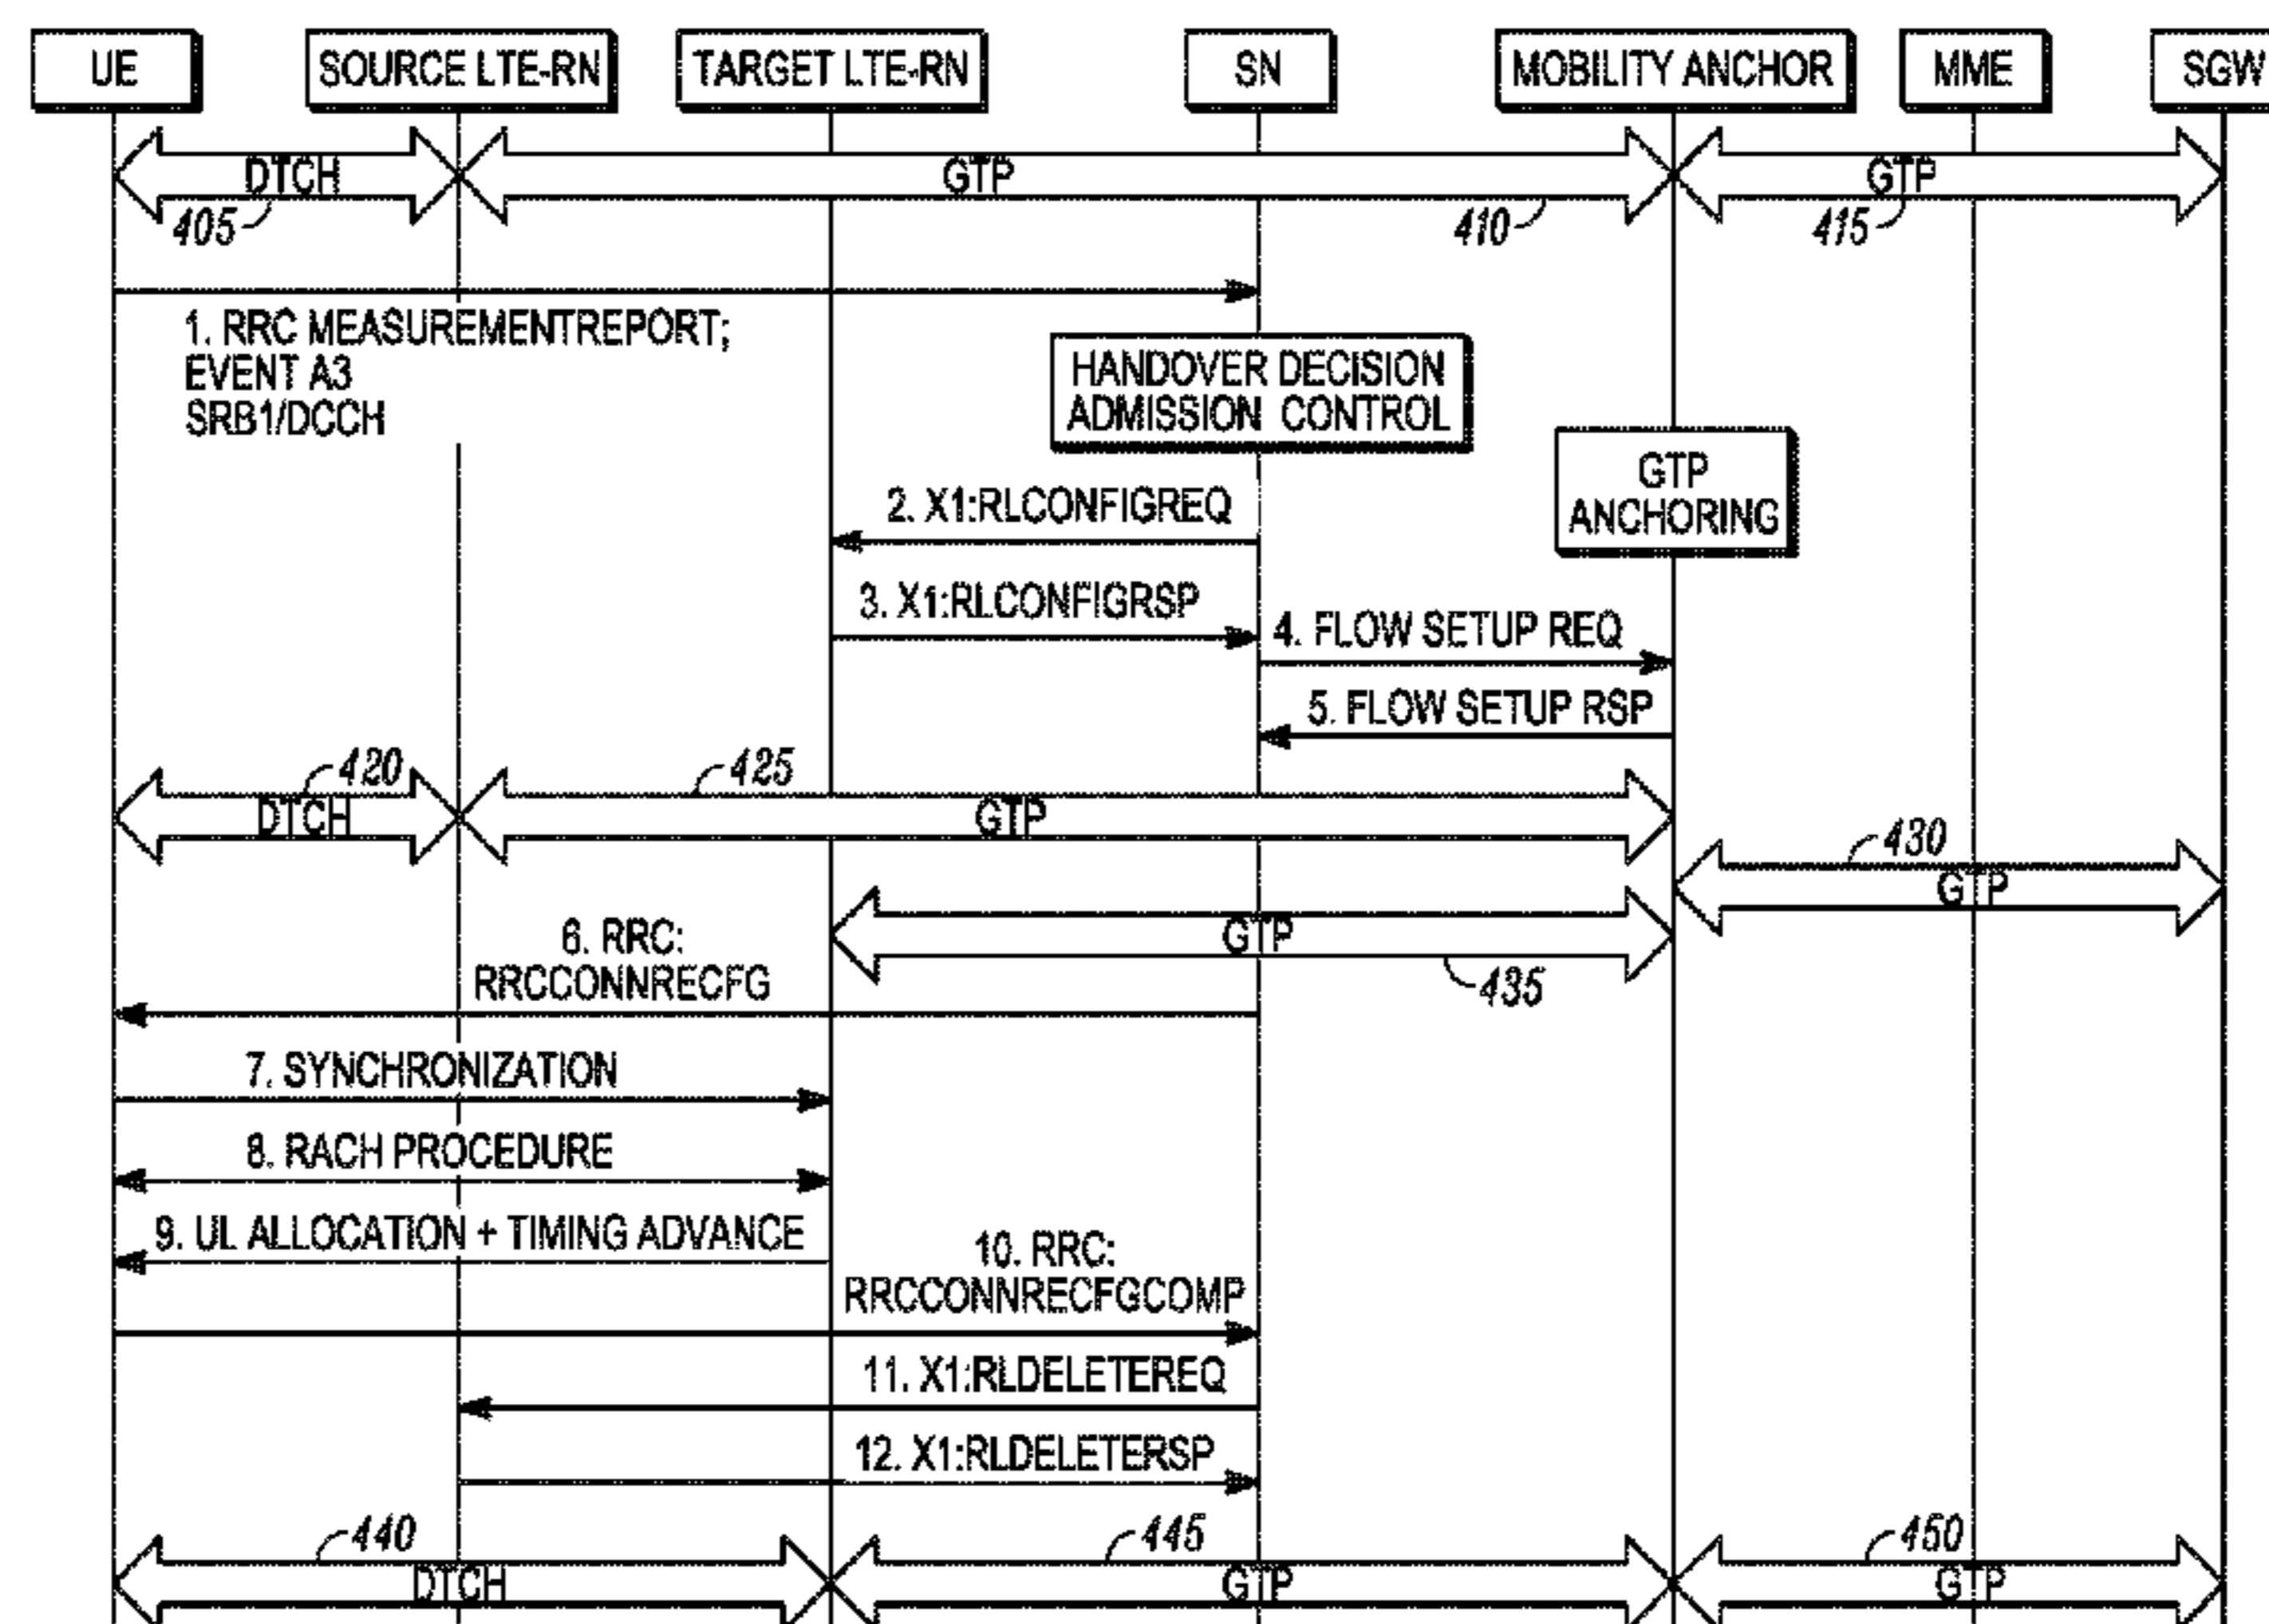 UE
SOURCE LTE-RN
TARGET LTE-RN
SN
MOBILITY ANCHOR
MME
SGW
DTCH
GTP
GTP
405
410
415
1. RRC MEASUREMENTREPORT;
EVENT A3
SRB1/DCCH
HANDOVER DECISION
ADMISSION CONTROL
GTP
ANCHORING
2. X1:RLCONFIGREQ
3. X1:RLCONFIGRSP
4. FLOW SETUP REQ
5. FLOW SETUP RSP
420
425
DTCH
GTP
430
GTP
GTP
435
6. RRC:
RRCCONNRECFG
7. SYNCHRONIZATION
8. RACH PROCEDURE
9. UL ALLOCATION + TIMING ADVANCE
10. RRC:
RRCCONNRECFGCOMP
11. X1:RLDELETEREQ
12. X1:RLDELETERSP
440
445
450
DTCH
GTP
GTP